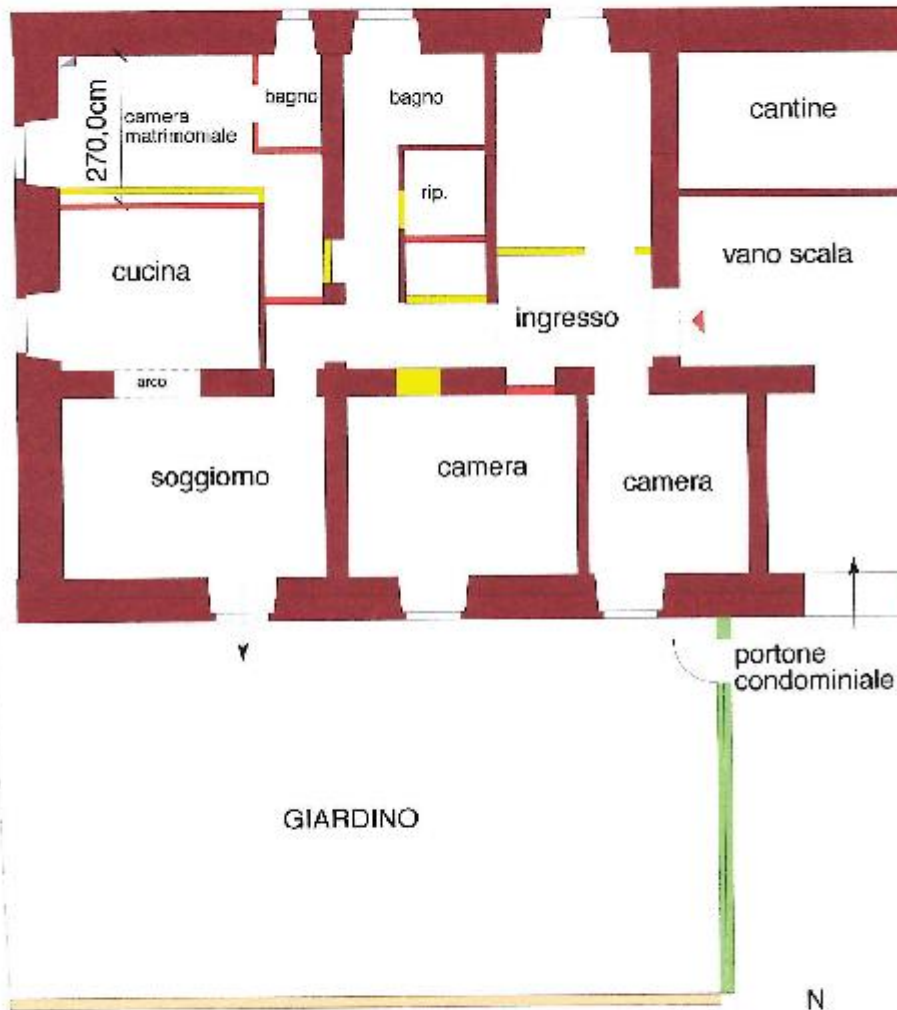 270,0cm
camera
matrimoniale
bagno
bagno
cantine
rip.
cucina
vano scala
ingresso
arco
soggiorno
camera
camera
portone
condominiale
GIARDINO
N